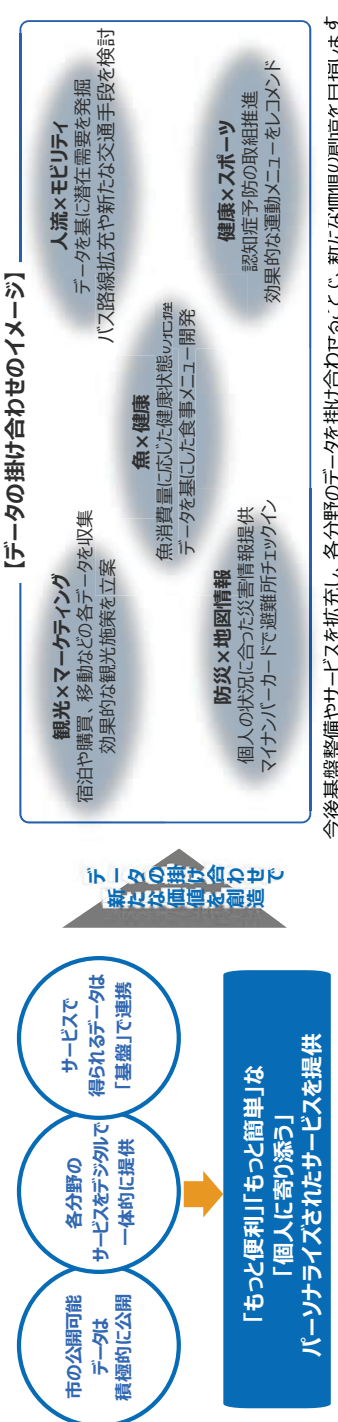 市の公開可能
データは
積極的に公開
各分野の
サービスをデジタルで
一体的に提供
サービスで
得られるデータは
「基盤」で連携
「もっと便利」「もっと簡単」な
「個人に寄り添う」
パーソナライズされたサービスを提供
データの掛け合わせで
新たな価値を創造
【データの掛け合わせのイメージ】
観光×マーケティング
宿泊や購買、移動などの各データを収集
効果的な観光施策を立案
人流×モビリティ
データを基に潜在需要を発掘
バス路線拡充や新たな交通手段を検討
魚×健康
魚消費量に応じた健康状態の把握
データを基にした食事メニュー開発
防災×地図情報
個人の状況に合った災害情報提供
マイナンバーカードで避難所チェックイン
健康×スポーツ
認知症予防の取組推進
効果的な運動メニューをレコメンド
今後基盤整備やサービスを拡充し、各分野のデータを掛け合わせることで、新たな価値の創造を目指します